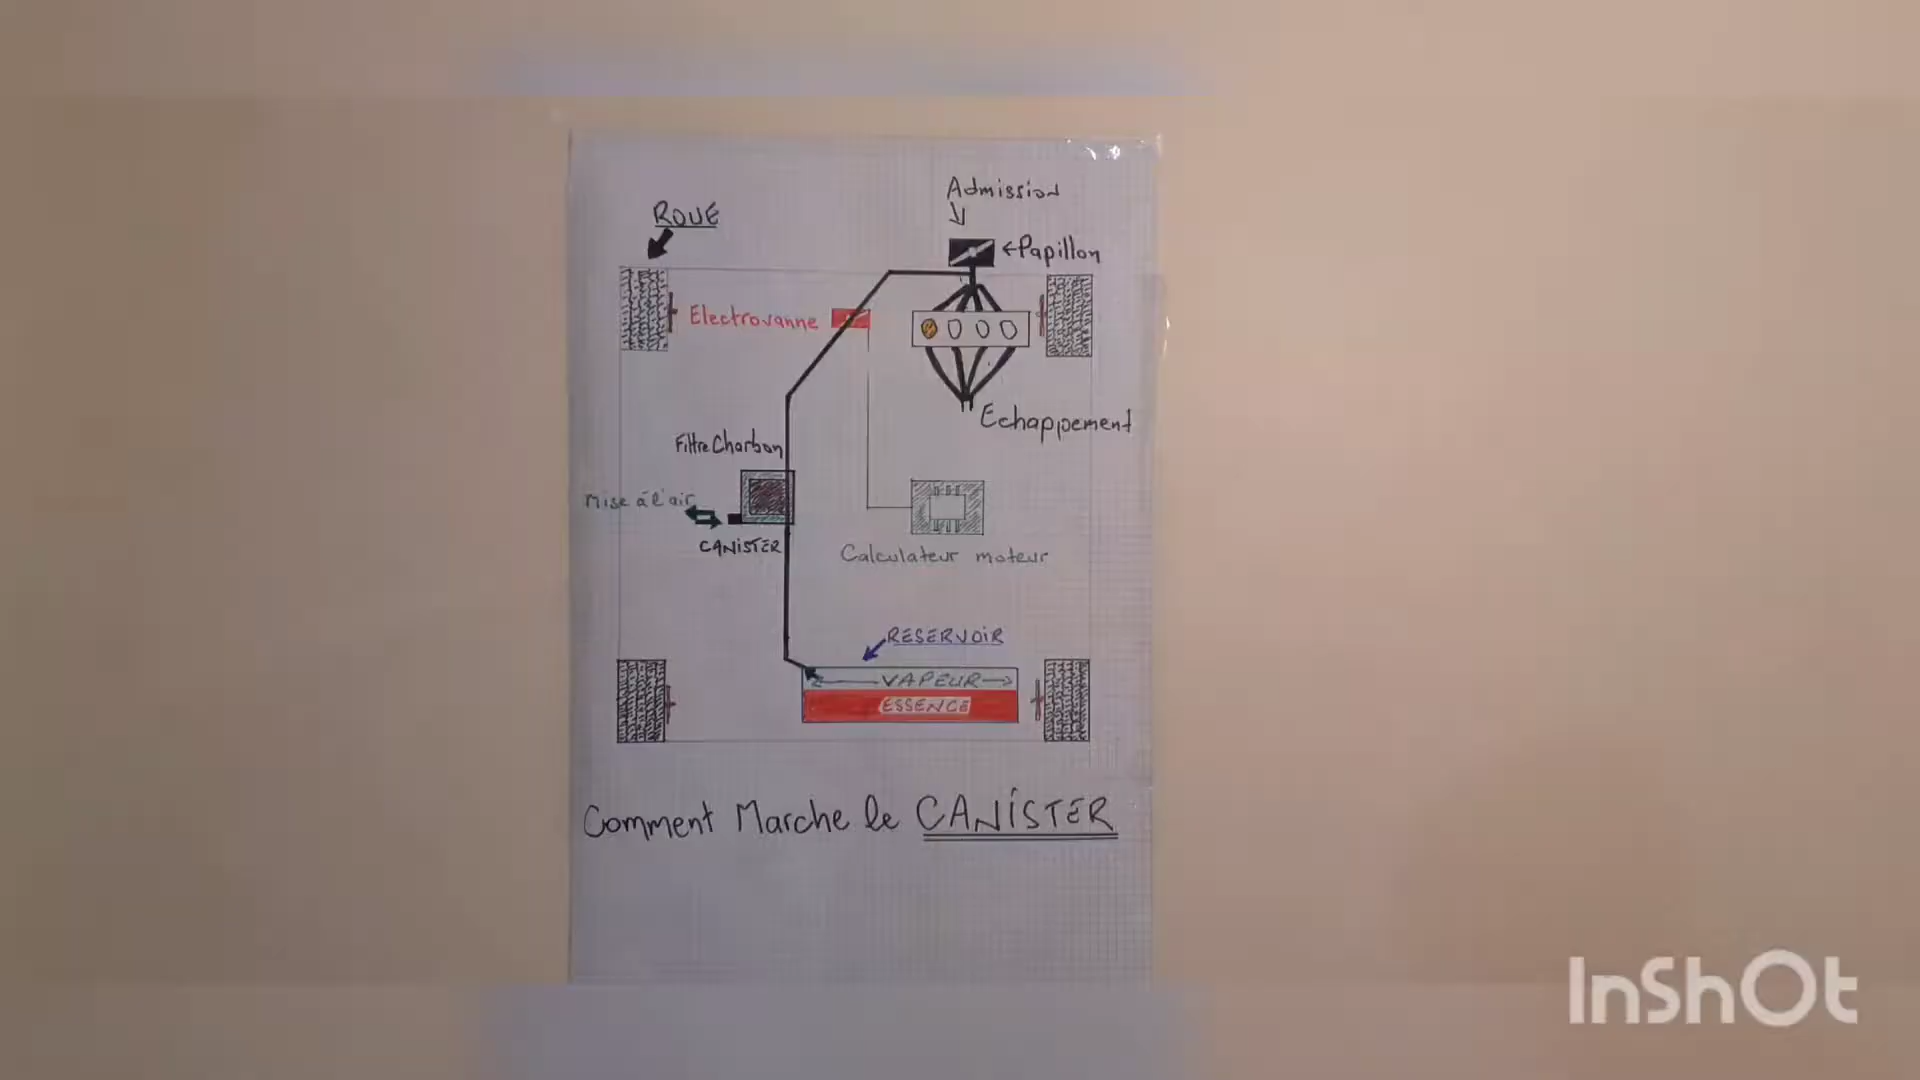 Admission
ROUE
Papillon
Electrovanne
Echappement
Filtre Charbon
Mise à l'air
CANiSTER
Calculateur moteur
RESERVOiR
VAPEUR
ESSENCE
Comment Marche le CANiSTER
InShOt